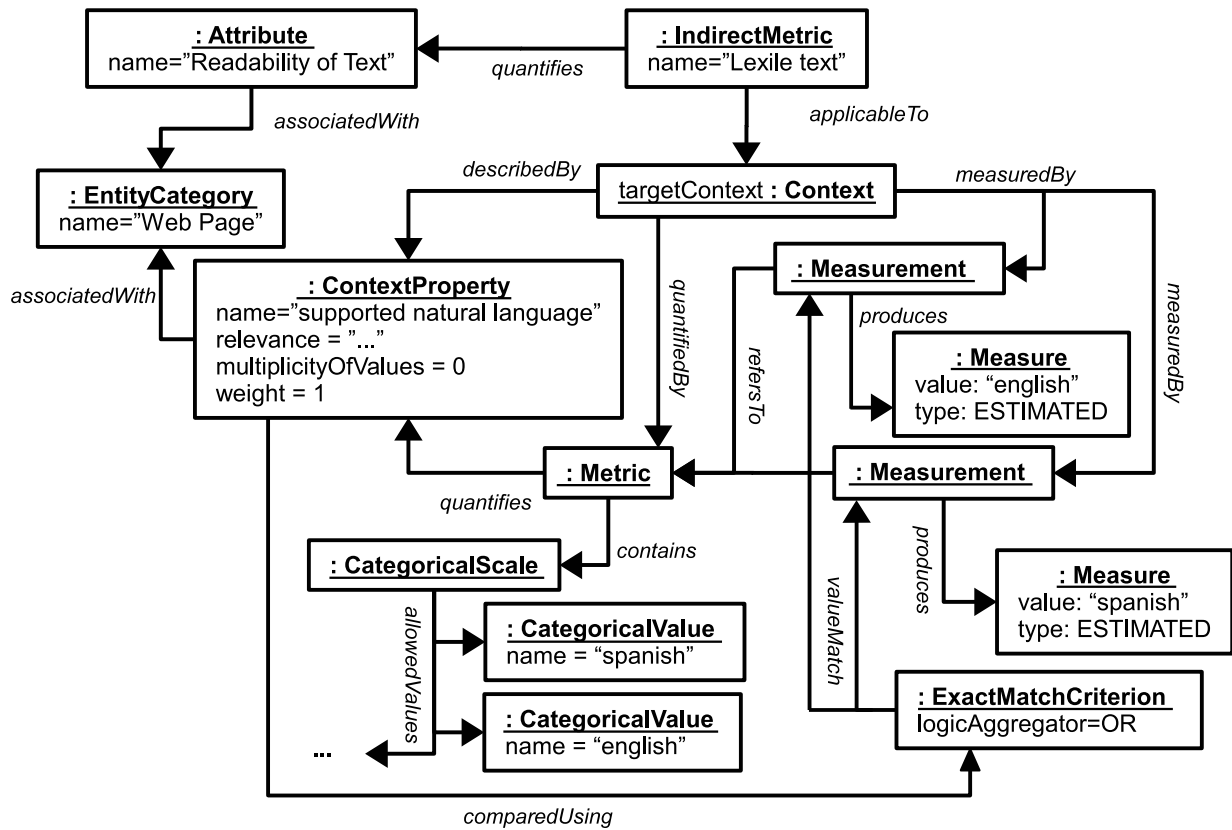 : Attribute
name=”Readability of Text”
quantifies
: IndirectMetric
name=”Lexile text”
associatedWith
applicableTo
describedBy
targetContext : Context
measuredBy
: EntityCategory
name=”Web Page”
associatedWith
: ContextProperty
name=”supported natural language”
relevance = ”...”
multiplicityOfValues = 0
weight = 1
quantifiedBy
refersTo
: Measurement
produces
measuredBy
: Measure
value: “english”
type: ESTIMATED
: Metric
quantifies
: Measurement
contains
produces
: CategoricalScale
allowedValues
: CategoricalValue
name = “spanish”
: CategoricalValue
name = “english”
...
valueMatch
: Measure
value: “spanish”
type: ESTIMATED
: ExactMatchCriterion
logicAggregator=OR
comparedUsing